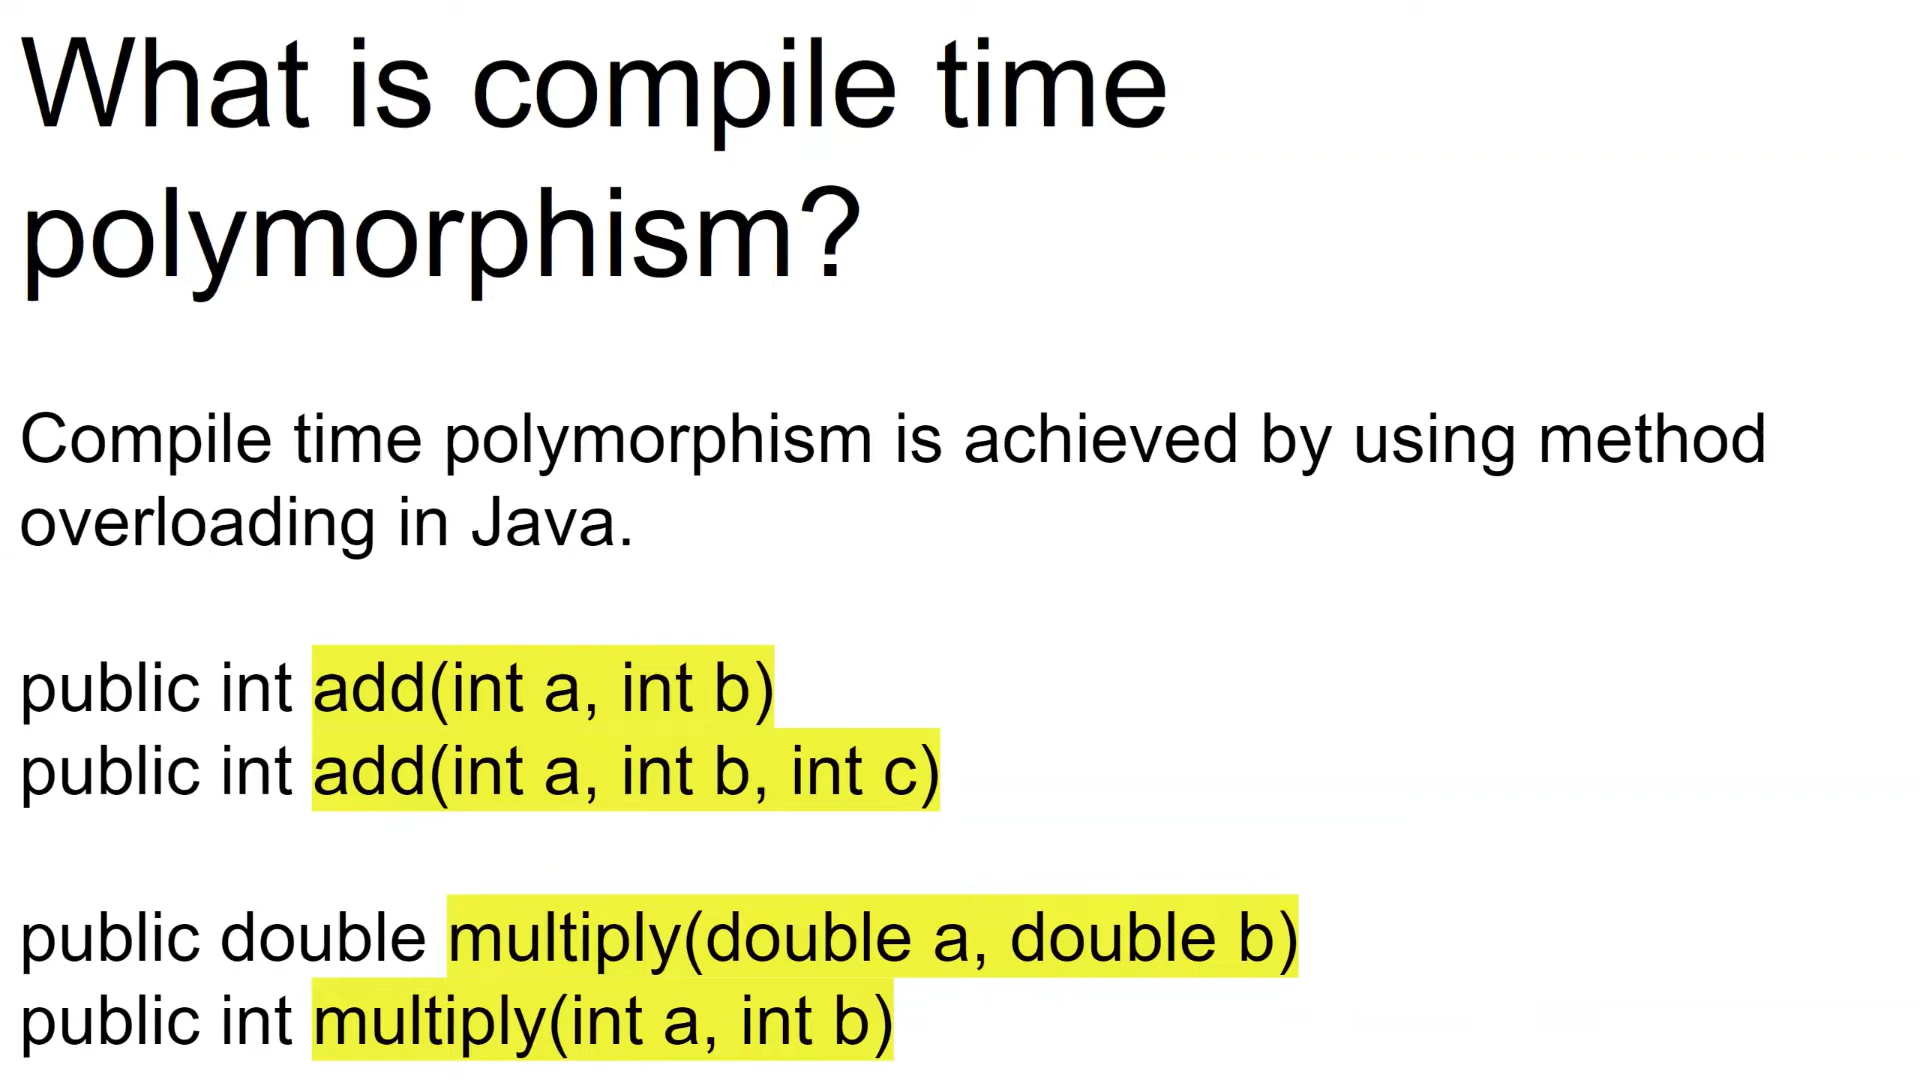 What is compile time
polymorphism?
Compile time polymorphism is achieved by using method
overloading in Java.
public int add(int a, int b)
public int add(int a, int b, int c)
public double multiply(double a, double b)
public int multiply(int a, int b)